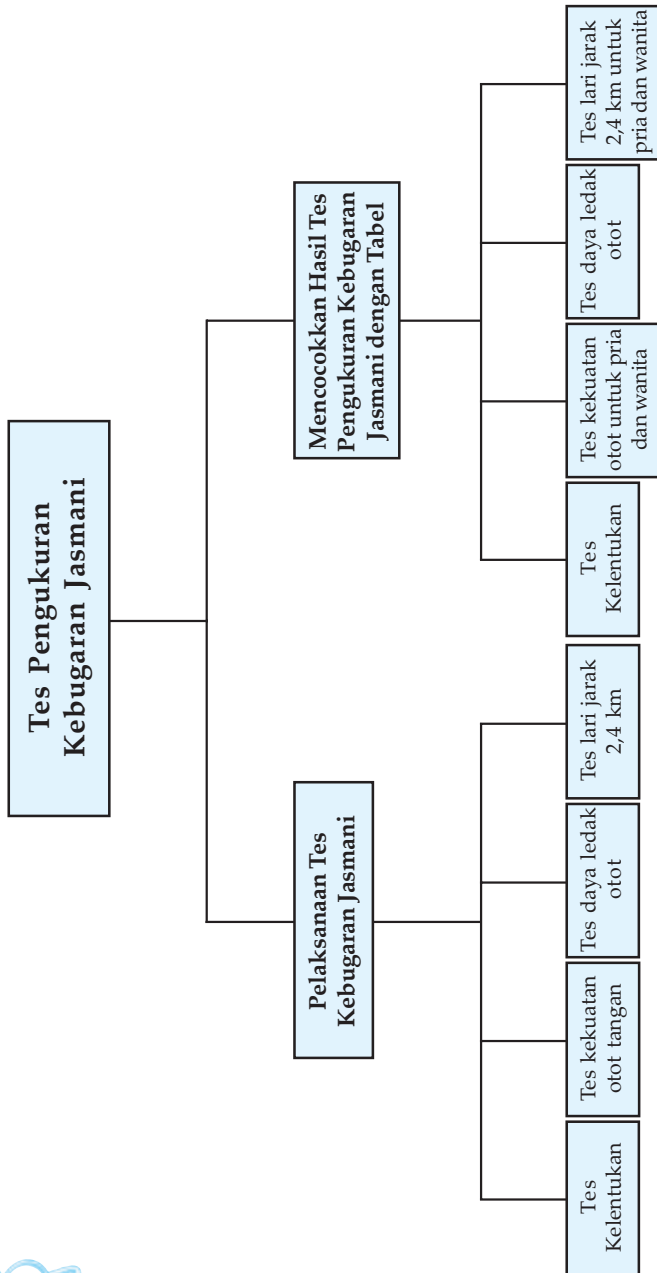 Tes Pengukuran
Kebugaran Jasmani
Pelaksanaan Tes
Kebugaran Jasmani
Tes
Kelentukan
Tes kekuatan
otot tangan
Tes daya ledak
otot
Tes lari jarak
2,4 km
Mencocokkan Hasil Tes
Pengukuran Kebugaran
Jasmani dengan Tabel
Tes
Kelentukan
Tes kekuatan
otot untuk pria
dan wanita
Tes daya ledak
otot
Tes lari jarak
2,4 km untuk
pria dan wanita